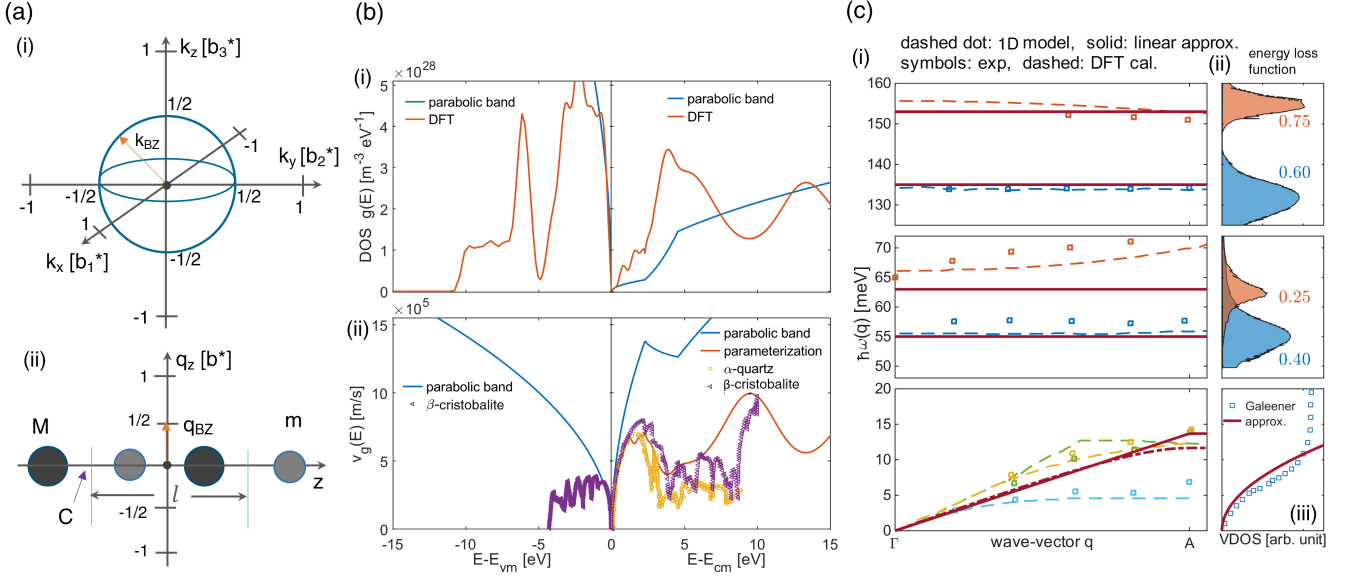 (a)
(i)
k_z [b_3*]
1
1/2
k_BZ
-1
k_y [b_2*]
-1/2
1/2
-1
1
1
k_x [b_1*]
-1/2
-1
(ii)
q_z [b*]
1
M
1/2
q_BZ
m
z
C
l
-1/2
-1
(b)
× 10^28
(i)
5
4
3
2
1
0
DOS g(E) [m^-3 eV^-1]
parabolic band
DFT
parabolic band
DFT
× 10^5
(ii)
15
10
5
0
v_g(E) [m/s]
parabolic band
β-cristobalite
parabolic band
parameterization
α-quartz
β-cristobalite
-15
-10
-5
0
5
10
15
E-E_vm [eV]
E-E_cm [eV]
(c)
dashed dot: 1D model, solid: linear approx.
symbols: exp, dashed: DFT cal.
(i)
(ii)
energy loss
function
160
150
140
130
0.75
0.60
70
65
60
55
50
0.25
0.40
ħω(q) [meV]
20
15
10
5
0
Γ
wave-vector q
A
Galeener
approx.
(iii)
VDOS [arb. unit]